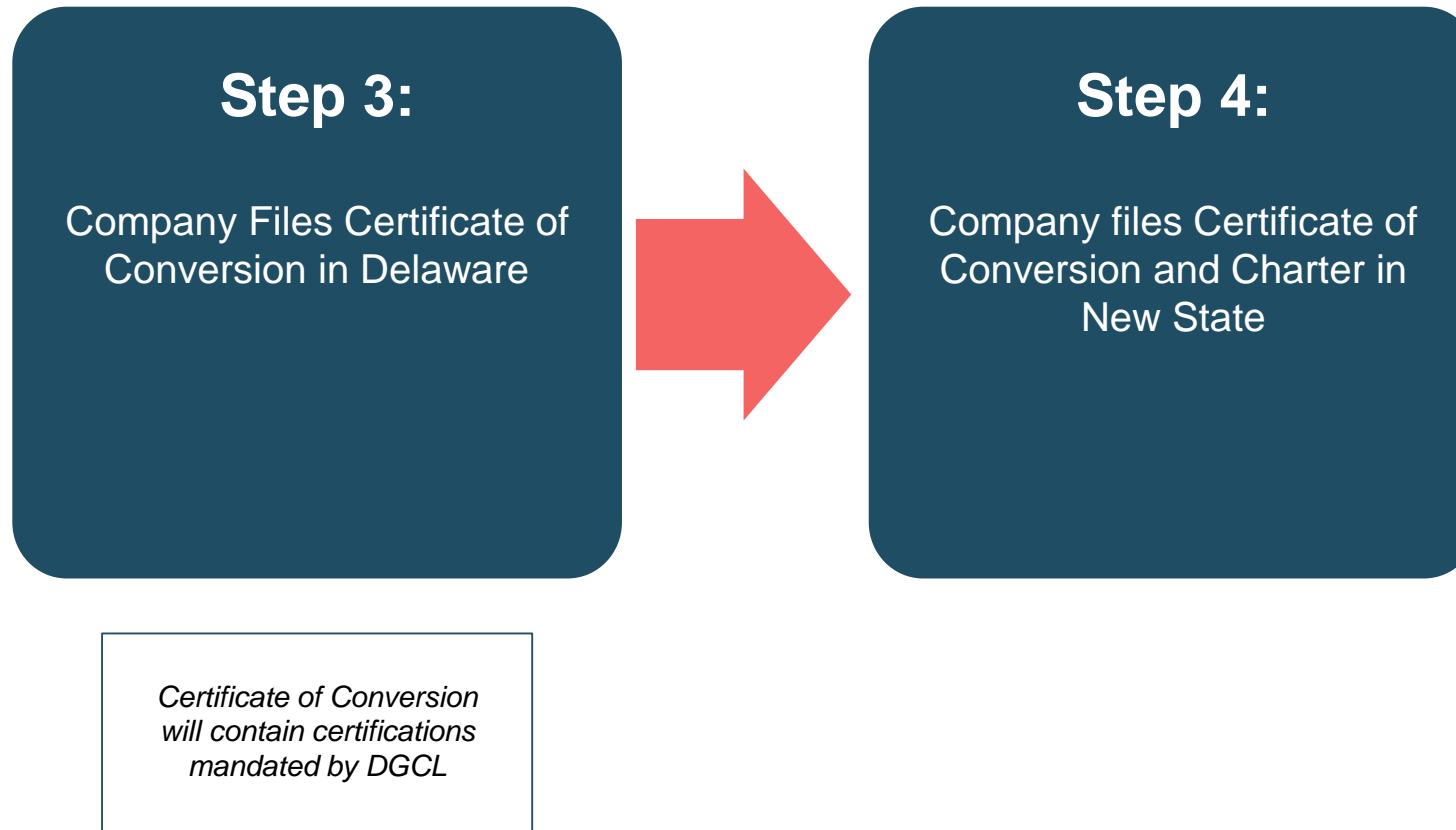 Step 3:
Company Files Certificate of
Conversion in Delaware
Step 4:
Company files Certificate of
Conversion and Charter in
New State
Certificate of Conversion
will contain certifications
mandated by DGCL